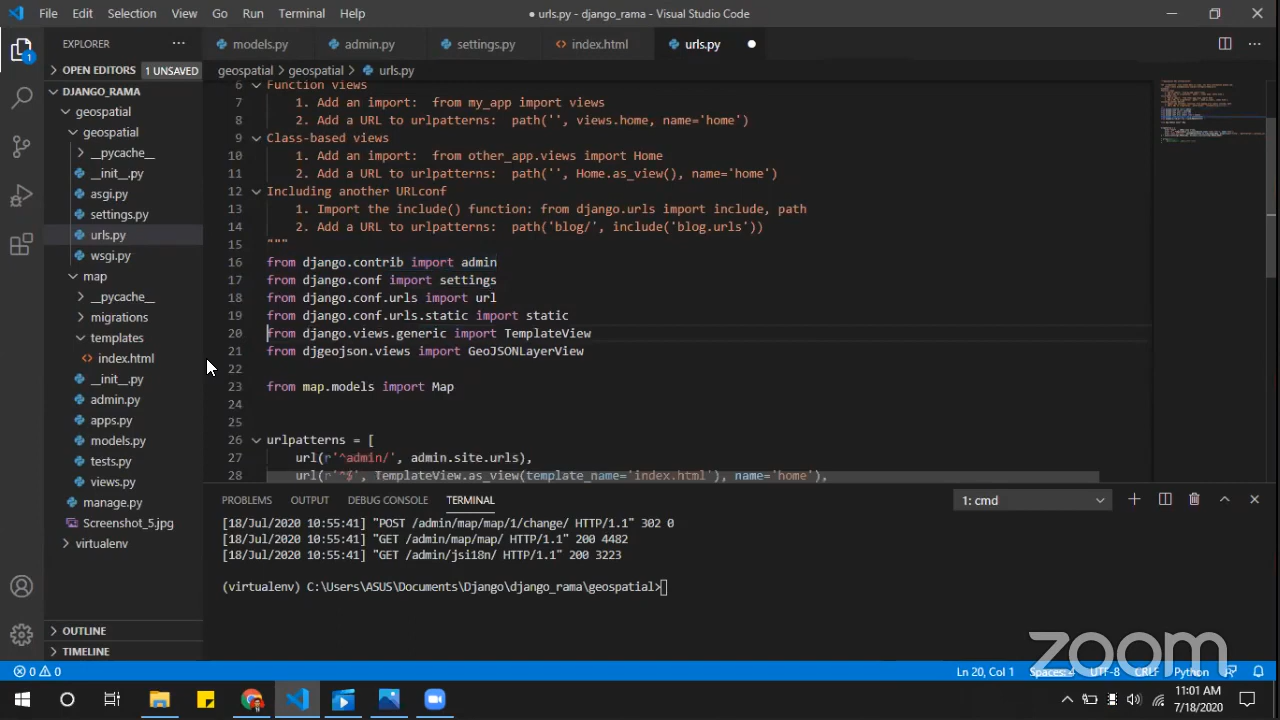 File Edit Selection View Go Run Terminal Help
● urls.py - django_rama - Visual Studio Code
EXPLORER
models.py admin.py settings.py index.html urls.py
OPEN EDITORS 1 UNSAVED
geospatial > geospatial > urls.py
DJANGO_RAMA
geospatial
geospatial
__pycache__
__init__.py
asgi.py
settings.py
urls.py
wsgi.py
map
__pycache__
migrations
templates
index.html
__init__.py
admin.py
apps.py
models.py
tests.py
views.py
manage.py
Screenshot_5.jpg
virtualenv
OUTLINE
TIMELINE
6 Function views
7 1. Add an import: from my_app import views
8 2. Add a URL to urlpatterns: path('', views.home, name='home')
9 Class-based views
10 1. Add an import: from other_app.views import Home
11 2. Add a URL to urlpatterns: path('', Home.as_view(), name='home')
12 Including another URLconf
13 1. Import the include() function: from django.urls import include, path
14 2. Add a URL to urlpatterns: path('blog/', include('blog.urls'))
15 """
16 from django.contrib import admin
17 from django.conf import settings
18 from django.conf.urls import url
19 from django.conf.urls.static import static
20 from django.views.generic import TemplateView
21 from djgeojson.views import GeoJSONLayerView
22
23 from map.models import Map
24
25
26 urlpatterns = [
27 url(r'^admin/', admin.site.urls),
28 url(r'^$', TemplateView.as_view(template_name='index.html'), name='home'),
PROBLEMS OUTPUT DEBUG CONSOLE TERMINAL 1: cmd
[18/Jul/2020 10:55:41] "POST /admin/map/map/1/change/ HTTP/1.1" 302 0
[18/Jul/2020 10:55:41] "GET /admin/map/map/ HTTP/1.1" 200 4482
[18/Jul/2020 10:55:41] "GET /admin/jsi18n/ HTTP/1.1" 200 3223
(virtualenv) C:\Users\ASUS\Documents\Django\django_rama\geospatial>
zoom
0 0 Ln 20, Col 1 Spaces: 4 UTF-8 CRLF Python
11:01 AM
7/18/2020